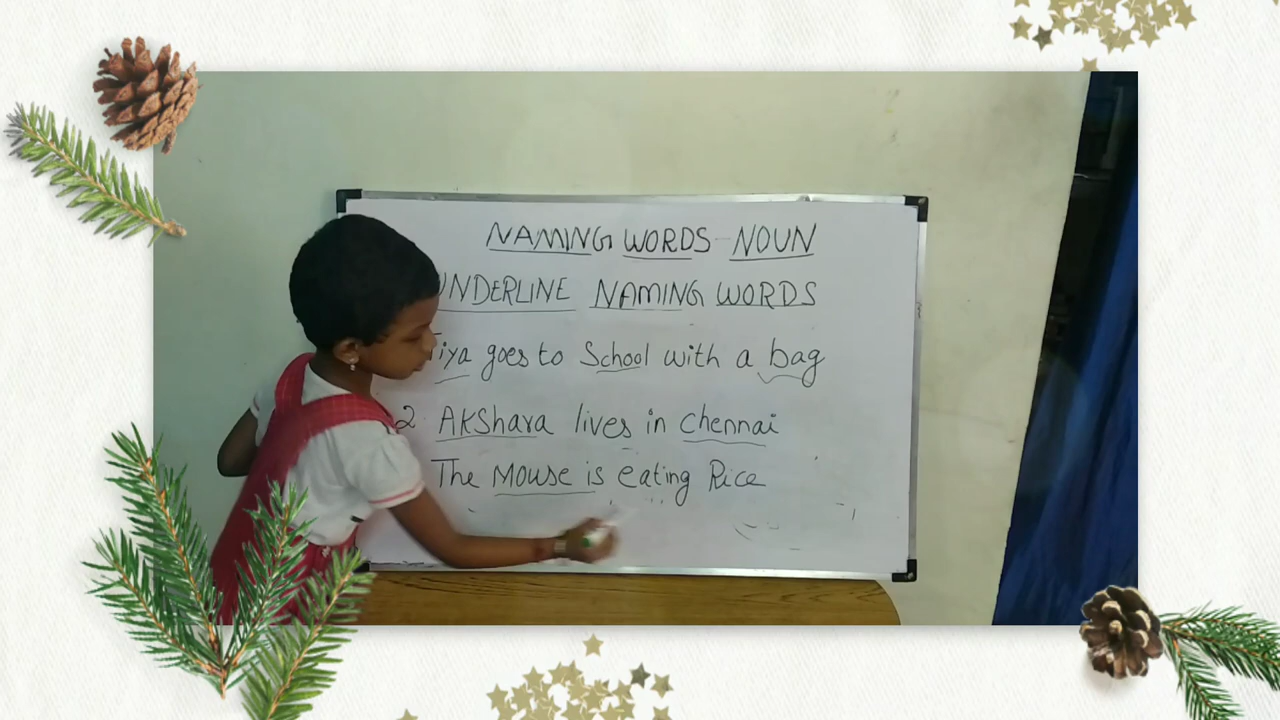 NAMING WORDS - NOUN
UNDERLINE NAMING WORDS
Tiya goes to School with a bag
2. AKShara lives in chennai
The Mouse is eating Rice